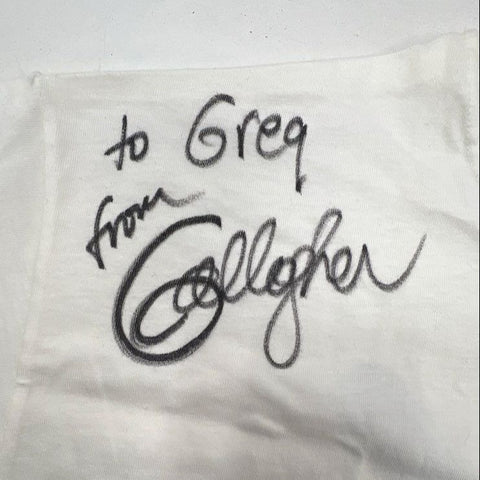 to Greg
from
Gallagher